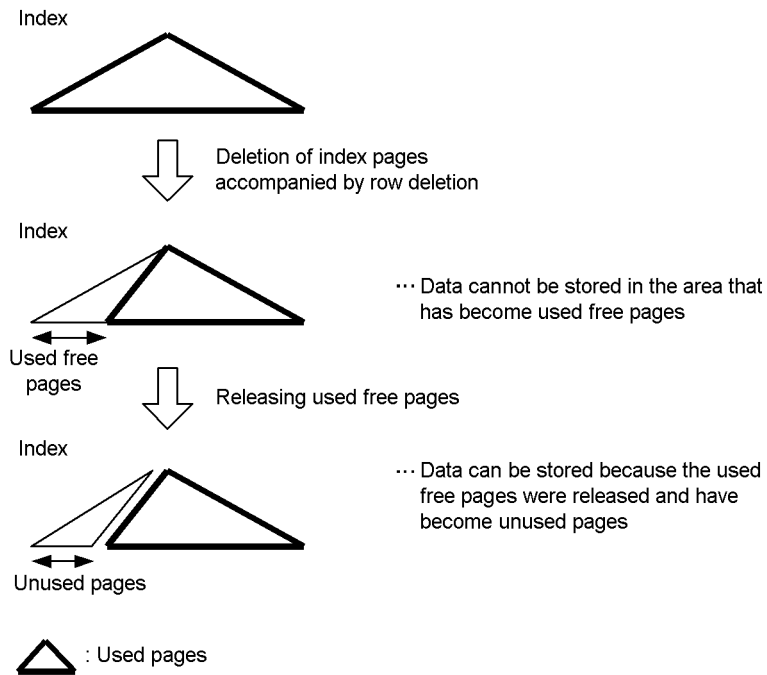 Index
Deletion of index pages
accompanied by row deletion
Index
··· Data cannot be stored in the area that
has become used free pages
Used free
pages
Releasing used free pages
Index
··· Data can be stored because the used
free pages were released and have
become unused pages
Unused pages
: Used pages